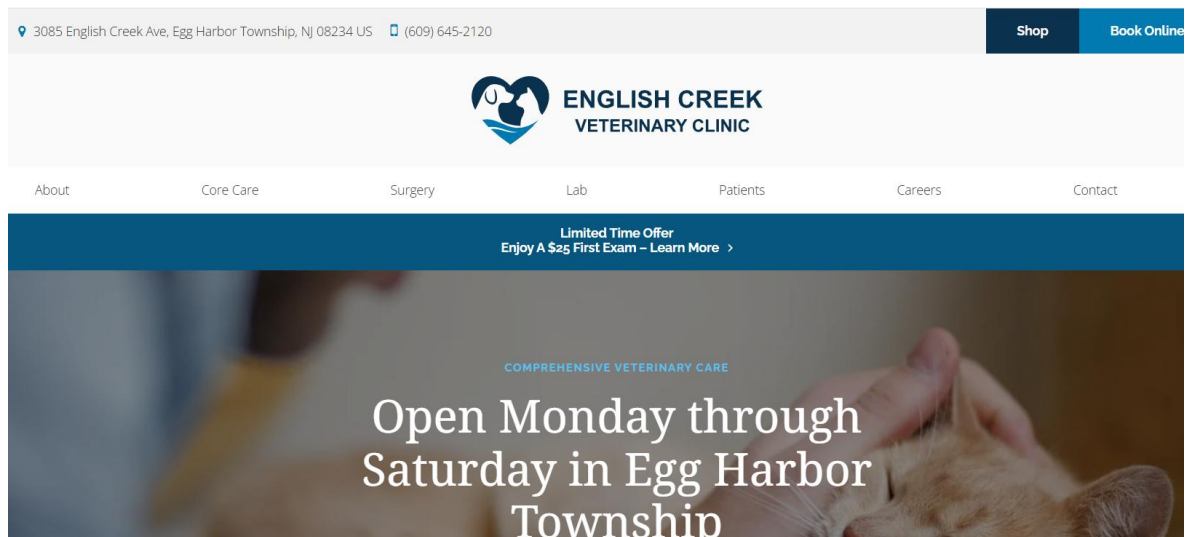 3085 English Creek Ave, Egg Harbor Township, NJ 08234 US (609) 645-2120
Shop
Book Online
ENGLISH CREEK
VETERINARY CLINIC
About
Core Care
Surgery
Lab
Patients
Careers
Contact
Limited Time Offer
Enjoy A $25 First Exam – Learn More >
COMPREHENSIVE VETERINARY CARE
Open Monday through
Saturday in Egg Harbor
Township